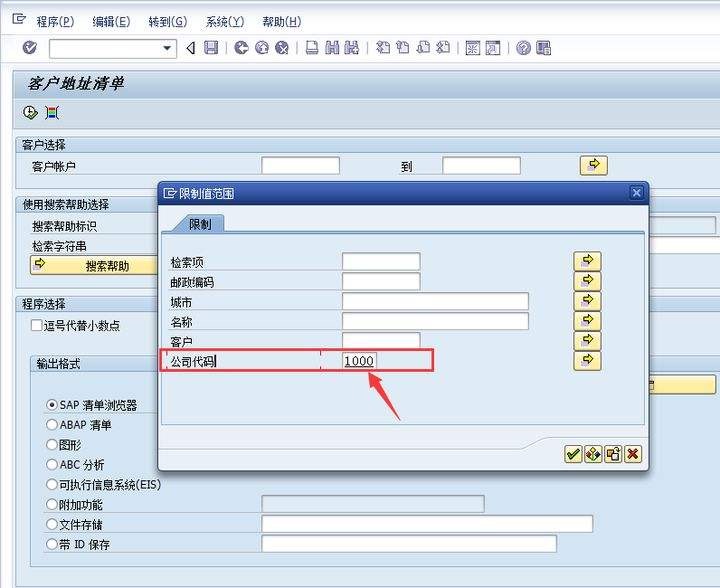 程序(P) 编辑(E) 转到(G) 系统(Y) 帮助(H)
客户地址清单
客户选择
客户帐户 到
使用搜索帮助选择
搜索帮助标识
检索字符串
搜索帮助
程序选择
逗号代替小数点
输出格式
SAP 清单浏览器
ABAP 清单
图形
ABC 分析
可执行信息系统(EIS)
附加功能
文件存储
带 ID 保存
限制值范围
限制
检索项
邮政编码
城市
名称
客户
公司代码 1000